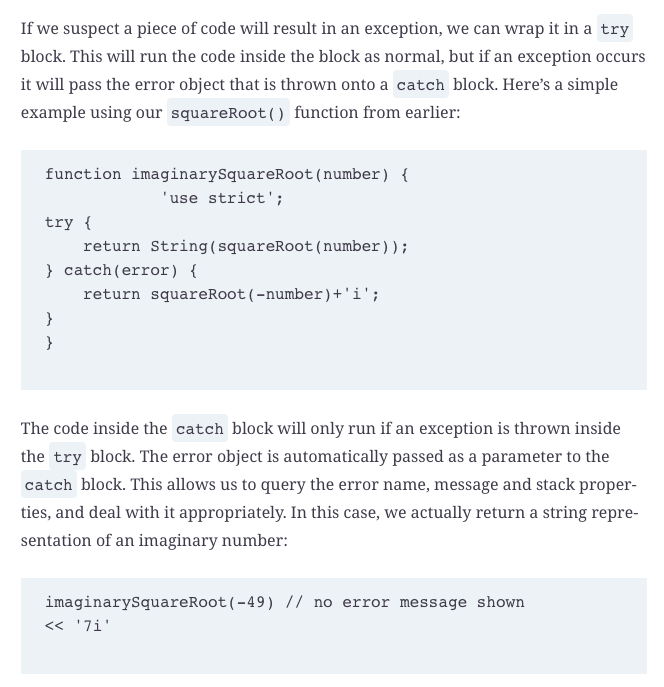 If we suspect a piece of code will result in an exception, we can wrap it in a try
block. This will run the code inside the block as normal, but if an exception occurs
it will pass the error object that is thrown onto a catch block. Here’s a simple
example using our squareRoot() function from earlier:
function imaginarySquareRoot(number) {
            'use strict';
try {
    return String(squareRoot(number));
} catch(error) {
    return squareRoot(-number)+'i';
}
}
The code inside the catch block will only run if an exception is thrown inside
the try block. The error object is automatically passed as a parameter to the
catch block. This allows us to query the error name, message and stack proper-
ties, and deal with it appropriately. In this case, we actually return a string repre-
sentation of an imaginary number:
imaginarySquareRoot(-49) // no error message shown
<< '7i'